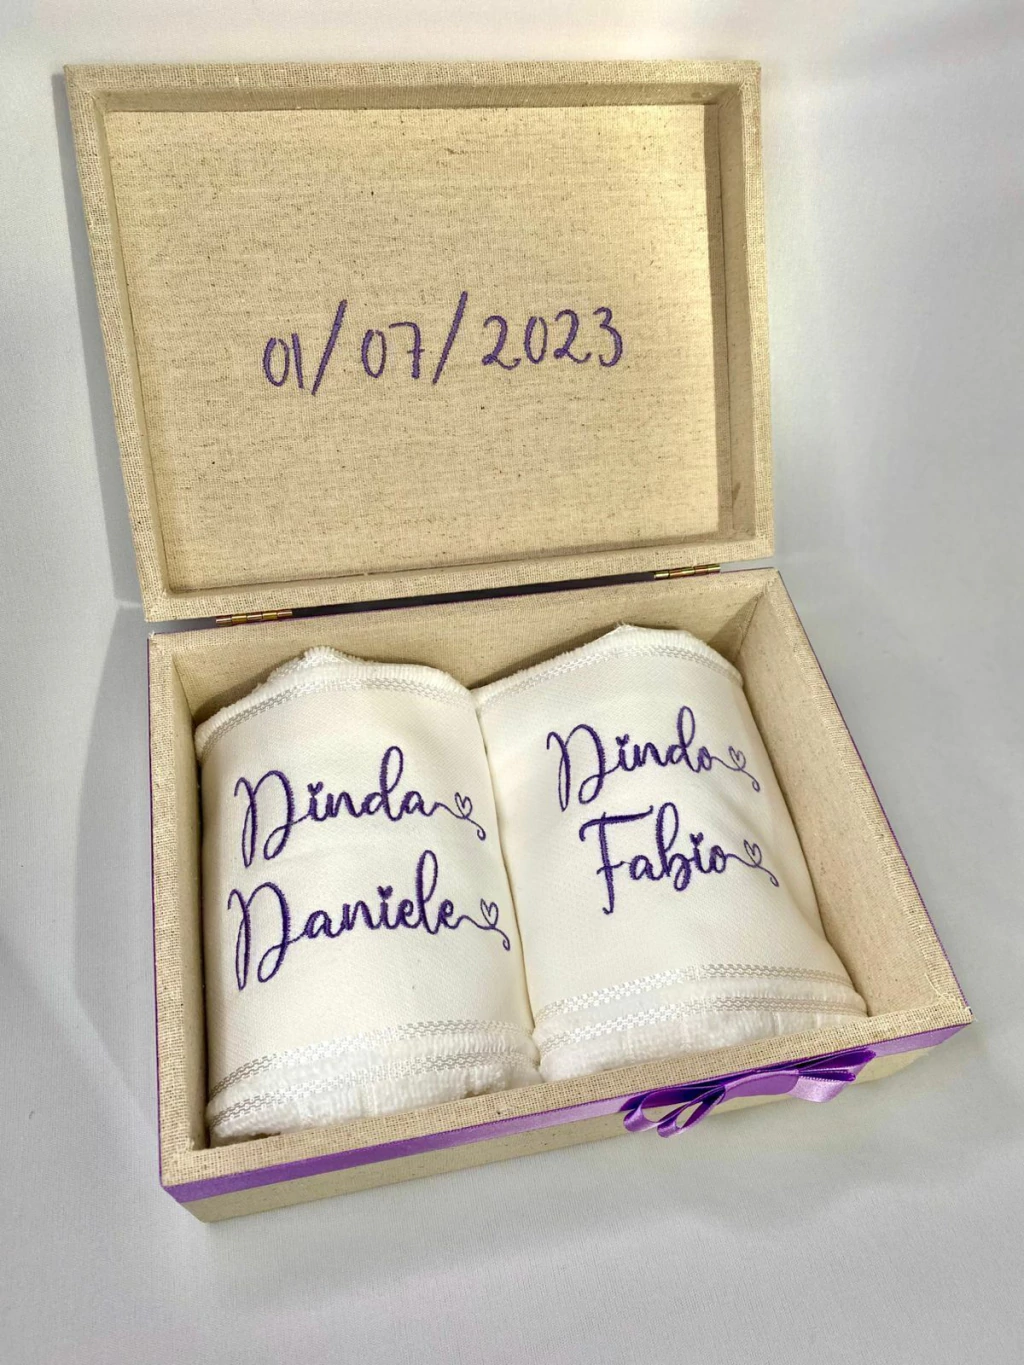 01/07/2023
Dinda
Daniele
Dindo
Fabio